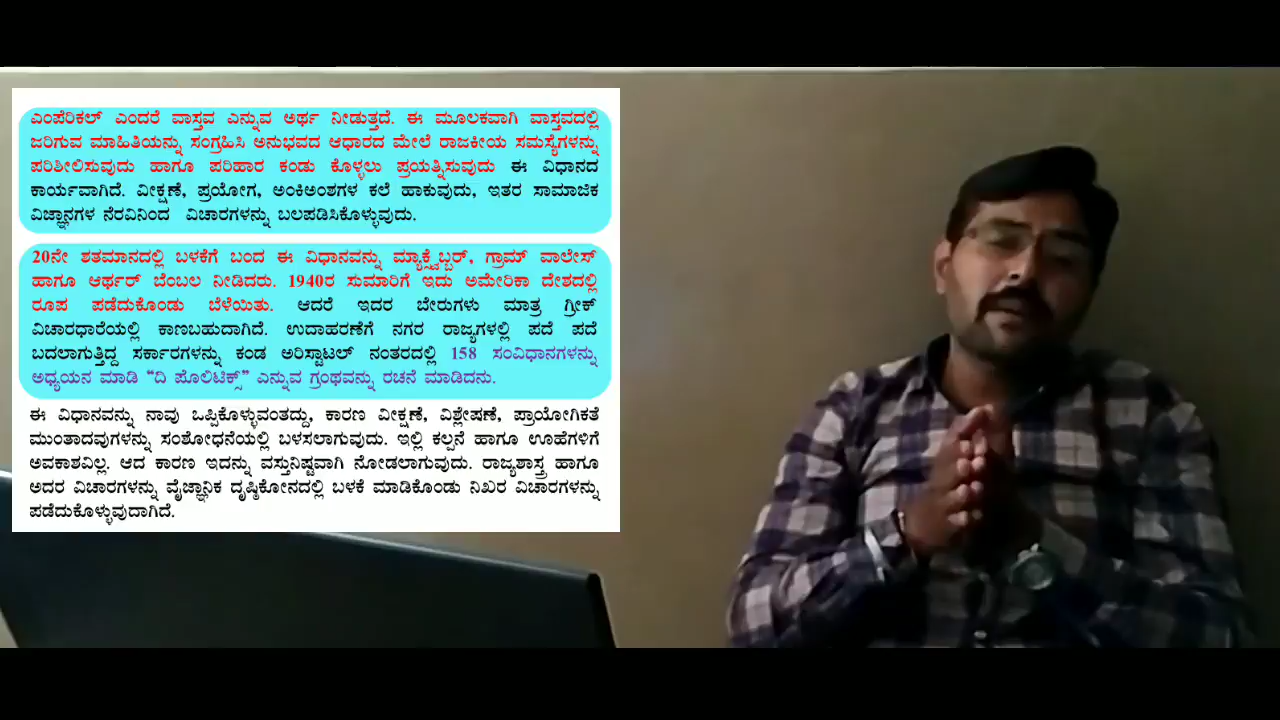 ಎಂಪೆರಿಕಲ್ ಎಂದರೆ ವಾಸ್ತವ ಎನ್ನುವ ಅರ್ಥ ನೀಡುತ್ತದೆ. ಈ ಮೂಲಕವಾಗಿ ವಾಸ್ತವದಲ್ಲಿ
ಜರಿಗುವ ಮಾಹಿತಿಯನ್ನು ಸಂಗ್ರಹಿಸಿ ಅನುಭವದ ಆಧಾರದ ಮೇಲೆ ರಾಜಕೀಯ ಸಮಸ್ಯೆಗಳನ್ನು
ಪರಿಶೀಲಿಸುವುದು ಹಾಗೂ ಪರಿಹಾರ ಕಂಡು ಕೊಳ್ಳಲು ಪ್ರಯತ್ನಿಸುವುದು ಈ ವಿಧಾನದ
ಕಾರ್ಯವಾಗಿದೆ. ವೀಕ್ಷಣೆ, ಪ್ರಯೋಗ, ಅಂಕಿಅಂಶಗಳ ಕಲೆ ಹಾಕುವುದು, ಇತರ ಸಾಮಾಜಿಕ
ವಿಜ್ಞಾನಗಳ ನೆರವಿನಿಂದ ವಿಚಾರಗಳನ್ನು ಬಲಪಡಿಸಿಕೊಳ್ಳುವುದು.
20ನೇ ಶತಮಾನದಲ್ಲಿ ಬಳಕೆಗೆ ಬಂದ ಈ ವಿಧಾನವನ್ನು ಮ್ಯಾಕ್ಸ್ವೆಬ್ಬರ್, ಗ್ರಾಮ್ ವಾಲೇಸ್
ಹಾಗೂ ಆರ್ಥರ್ ಬೆಂಬಲ ನೀಡಿದರು. 1940ರ ಸುಮಾರಿಗೆ ಇದು ಅಮೇರಿಕಾ ದೇಶದಲ್ಲಿ
ರೂಪ ಪಡೆದುಕೊಂಡು ಬೆಳೆಯಿತು. ಆದರೆ ಇದರ ಬೇರುಗಳು ಮಾತ್ರ ಗ್ರೀಕ್
ವಿಚಾರಧಾರೆಯಲ್ಲಿ ಕಾಣಬಹುದಾಗಿದೆ. ಉದಾಹರಣೆಗೆ ನಗರ ರಾಜ್ಯಗಳಲ್ಲಿ ಪದೆ ಪದೆ
ಬದಲಾಗುತ್ತಿದ್ದ ಸರ್ಕಾರಗಳನ್ನು ಕಂಡ ಅರಿಸ್ಟಾಟಲ್ ನಂತರದಲ್ಲಿ 158 ಸಂವಿಧಾನಗಳನ್ನು
ಅಧ್ಯಯನ ಮಾಡಿ “ದಿ ಪೊಲಿಟಿಕ್ಸ್” ಎನ್ನುವ ಗ್ರಂಥವನ್ನು ರಚನೆ ಮಾಡಿದನು.
ಈ ವಿಧಾನವನ್ನು ನಾವು ಒಪ್ಪಿಕೊಳ್ಳುವಂತದ್ದು, ಕಾರಣ ವೀಕ್ಷಣೆ, ವಿಶ್ಲೇಷಣೆ, ಪ್ರಾಯೋಗಿಕತೆ
ಮುಂತಾದವುಗಳನ್ನು ಸಂಶೋಧನೆಯಲ್ಲಿ ಬಳಸಲಾಗುವುದು. ಇಲ್ಲಿ ಕಲ್ಪನೆ ಹಾಗೂ ಊಹೆಗಳಿಗೆ
ಅವಕಾಶವಿಲ್ಲ. ಆದ ಕಾರಣ ಇದನ್ನು ವಸ್ತುನಿಷ್ಟವಾಗಿ ನೋಡಲಾಗುವುದು. ರಾಜ್ಯಶಾಸ್ತ್ರ ಹಾಗೂ
ಅದರ ವಿಚಾರಗಳನ್ನು ವೈಜ್ಞಾನಿಕ ದೃಷ್ಠಿಕೋನದಲ್ಲಿ ಬಳಕೆ ಮಾಡಿಕೊಂಡು ನಿಖರ ವಿಚಾರಗಳನ್ನು
ಪಡೆದುಕೊಳ್ಳುವುದಾಗಿದೆ.